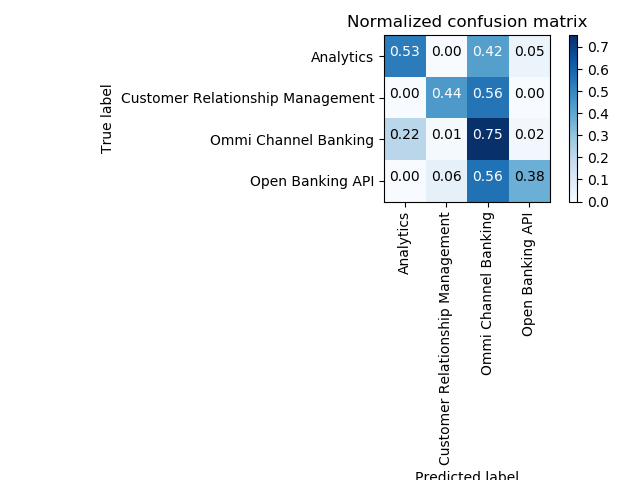 Normalized confusion matrix
True label
Analytics
0.53 0.00 0.42 0.05
Customer Relationship Management
0.00 0.44 0.56 0.00
Ommi Channel Banking
0.22 0.01 0.75 0.02
Open Banking API
0.00 0.06 0.56 0.38
Analytics
Customer Relationship Management
Ommi Channel Banking
Open Banking API
Predicted label
0.7
0.6
0.5
0.4
0.3
0.2
0.1
0.0